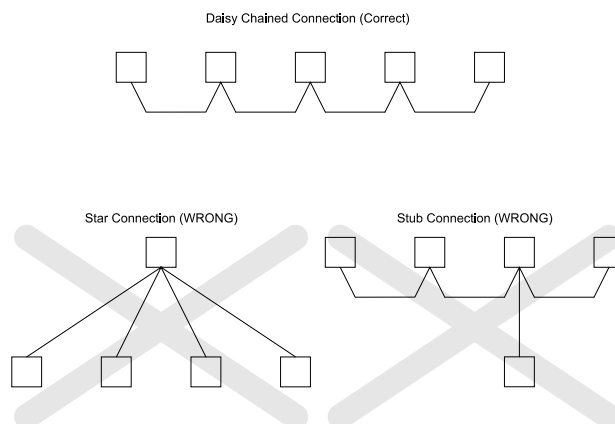 Daisy Chained Connection (Correct)
Star Connection (WRONG)
Stub Connection (WRONG)